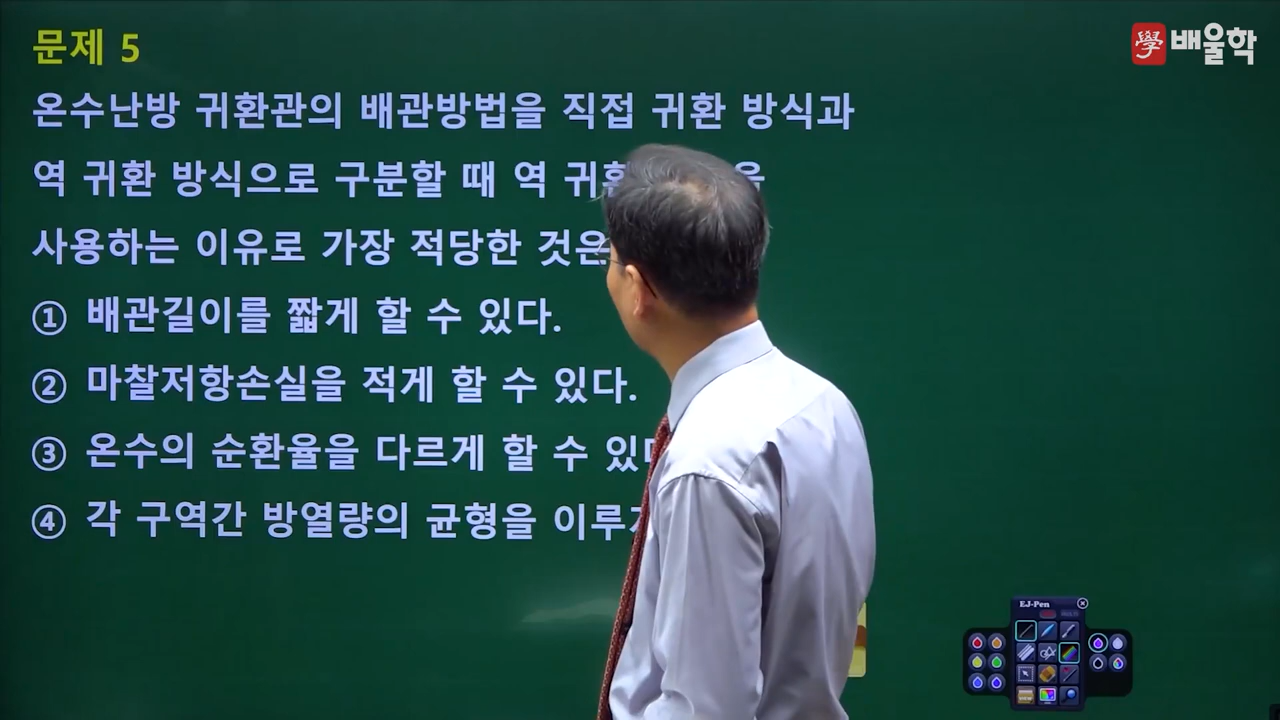 문제 5
學 배울학
온수난방 귀환관의 배관방법을 직접 귀환 방식과
역 귀환 방식으로 구분할 때 역
사용하는 이유로 가장 적당한 것은
① 배관길이를 짧게 할 수 있다.
② 마찰저항손실을 적게 할 수 있다.
③ 온수의 순환율을 다르게 할 수
④ 각 구역간 방열량의 균형을
EJ-Pen